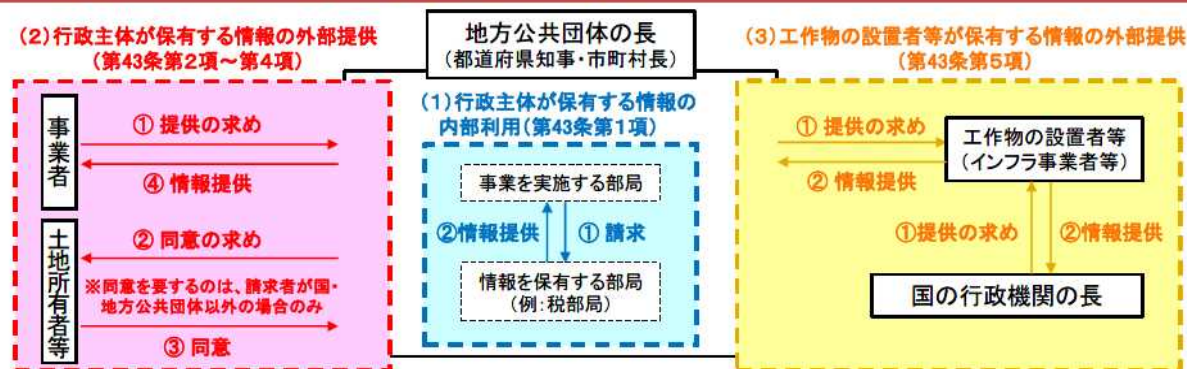 地方公共団体の長
（都道府県知事・市町村長）
（2）行政主体が保有する情報の外部提供
（第43条第2項～第4項）
事業者
① 提供の求め
④ 情報提供
土地所有者等
② 同意の求め
※同意を要するのは、請求者が国・
地方公共団体以外の場合のみ
③ 同意
（1）行政主体が保有する情報の
内部利用（第43条第1項）
事業を実施する部局
②情報提供
① 請求
情報を保有する部局
（例：税部局）
（3）工作物の設置者等が保有する情報の外部提供
（第43条第5項）
① 提供の求め
② 情報提供
工作物の設置者等
（インフラ事業者等）
①提供の求め
②情報提供
国の行政機関の長